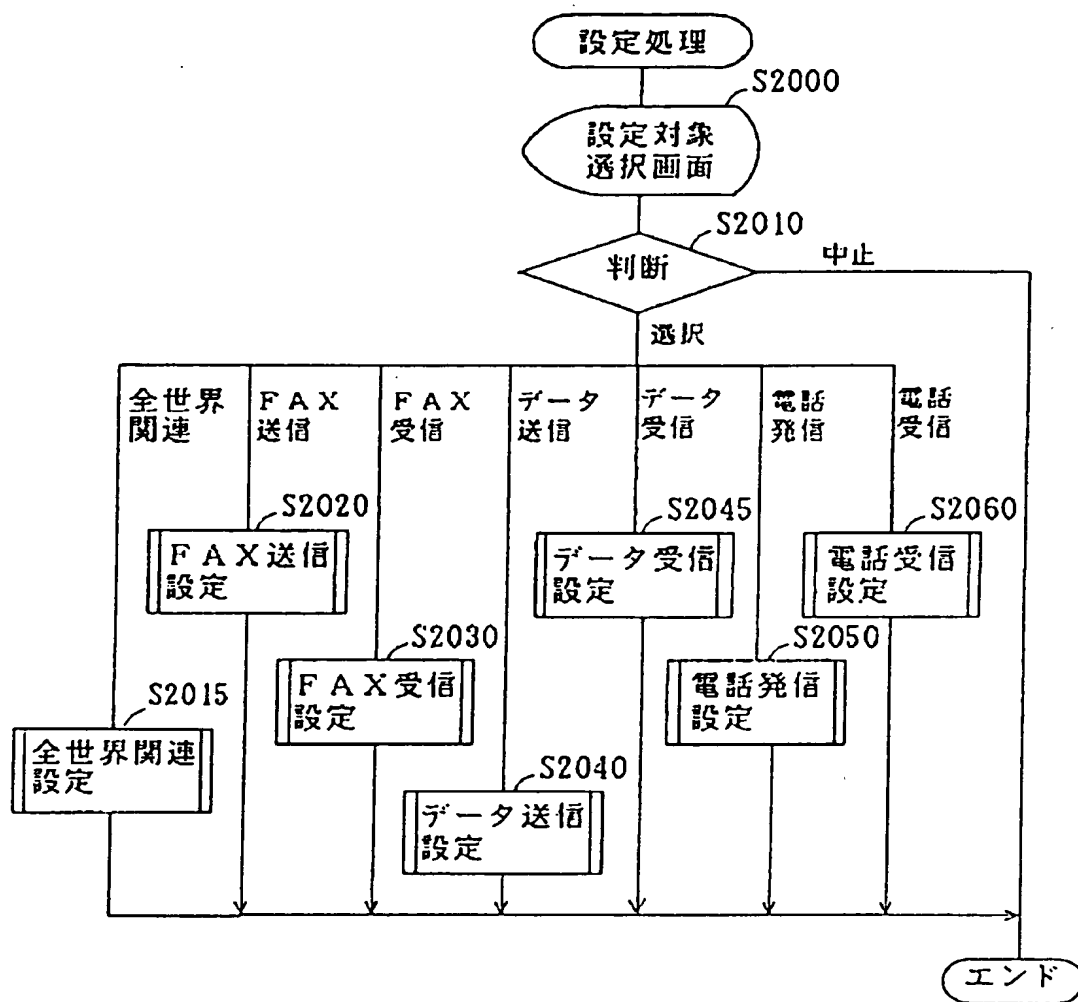 設定処理
S2000
設定対象
選択画面
S2010
判断
中止
選択
全世界
関連
FAX
送信
FAX
受信
データ
送信
データ
受信
電話
発信
電話
受信
S2020
FAX送信
設定
S2045
データ受信
設定
S2060
電話受信
設定
S2030
FAX受信
設定
S2050
電話発信
設定
S2015
全世界関連
設定
S2040
データ送信
設定
エンド